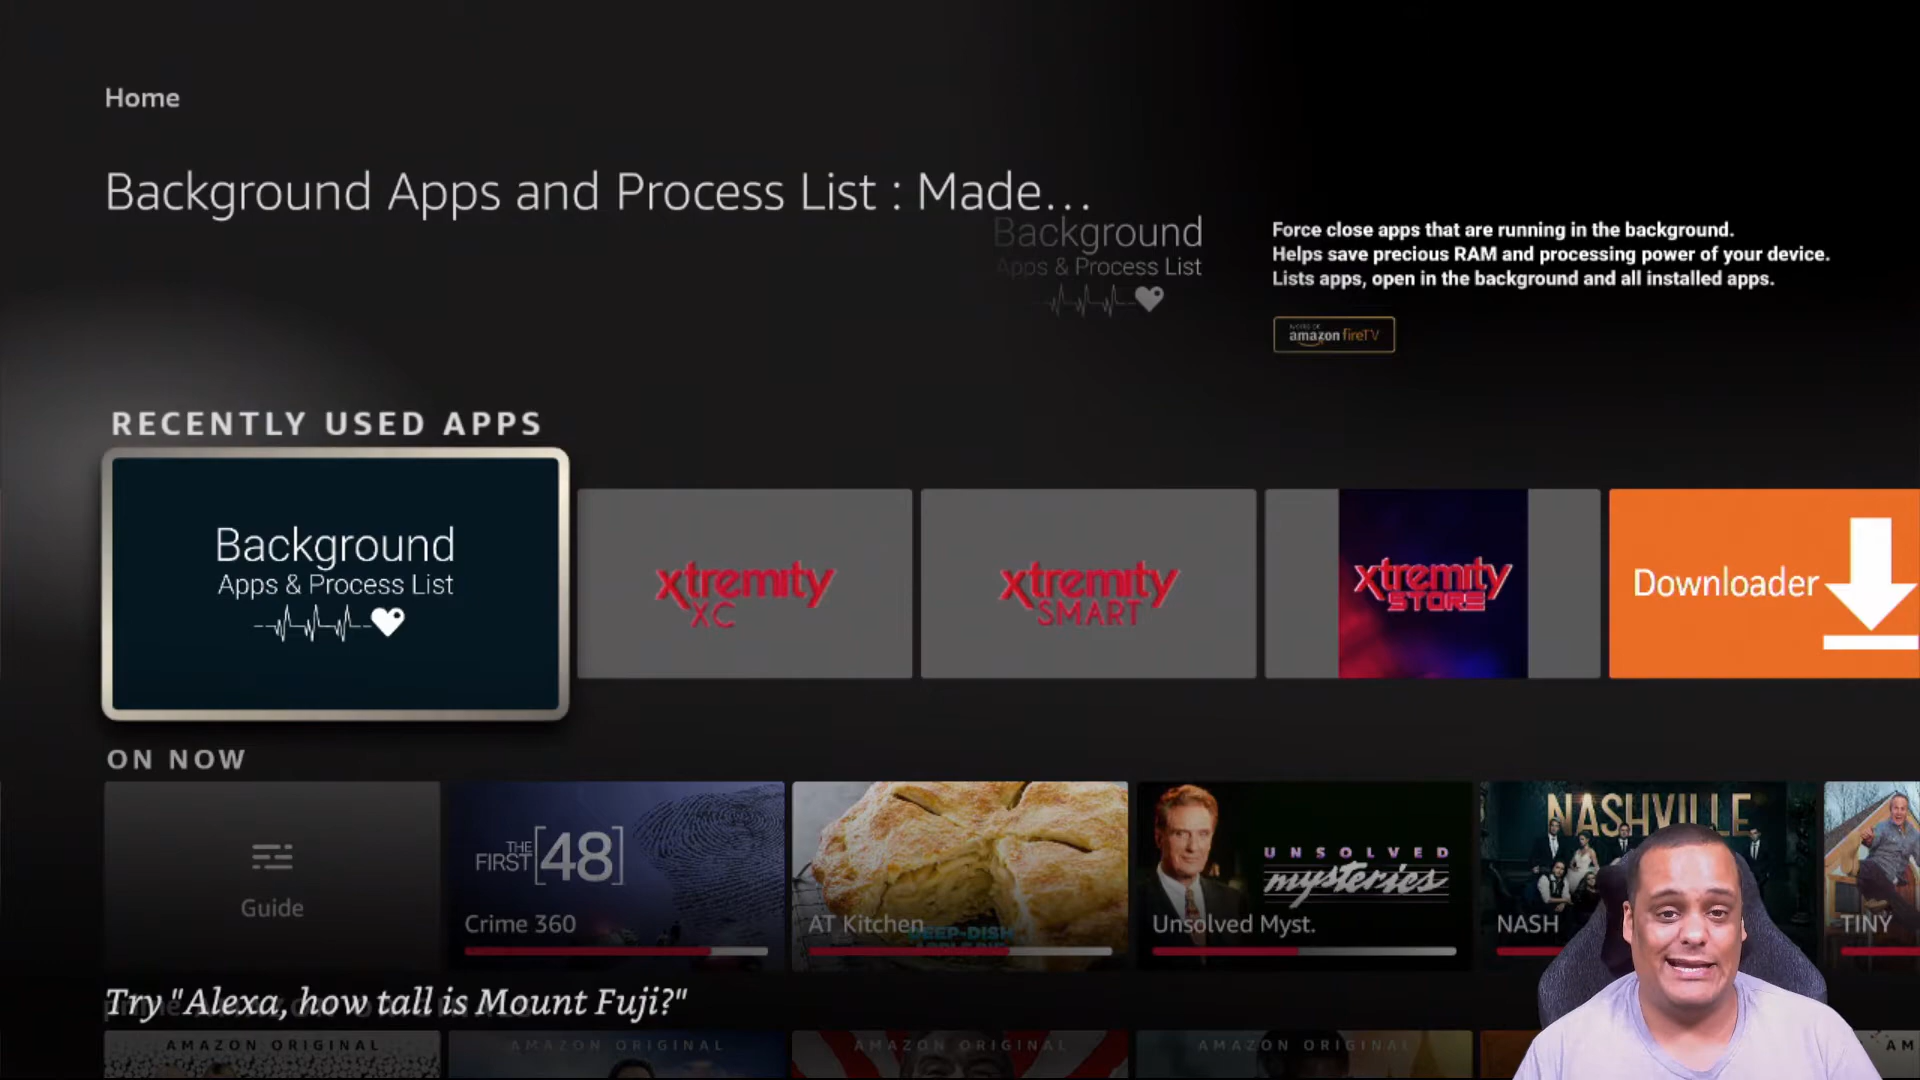 Home
Background Apps and Process List : Made...
Background
Apps & Process List
Force close apps that are running in the background.
Helps save precious RAM and processing power of your device.
Lists apps, open in the background and all installed apps.
amazon fireTV
RECENTLY USED APPS
Background
Apps & Process List
xtremity
XC
xtremity
SMART
xtremity
STORE
Downloader
ON NOW
Guide
THE
FIRST [48]
Crime 360
AT Kitchen
DEEP-DISH
UNSOLVED
mysteries
Unsolved Myst.
NASHVILLE
NASH
TINY
Try "Alexa, how tall is Mount Fuji?"
AMAZON ORIGINAL
AMAZON ORIGINAL
AMAZON ORIGINAL
AMAZON ORIGINAL
AM